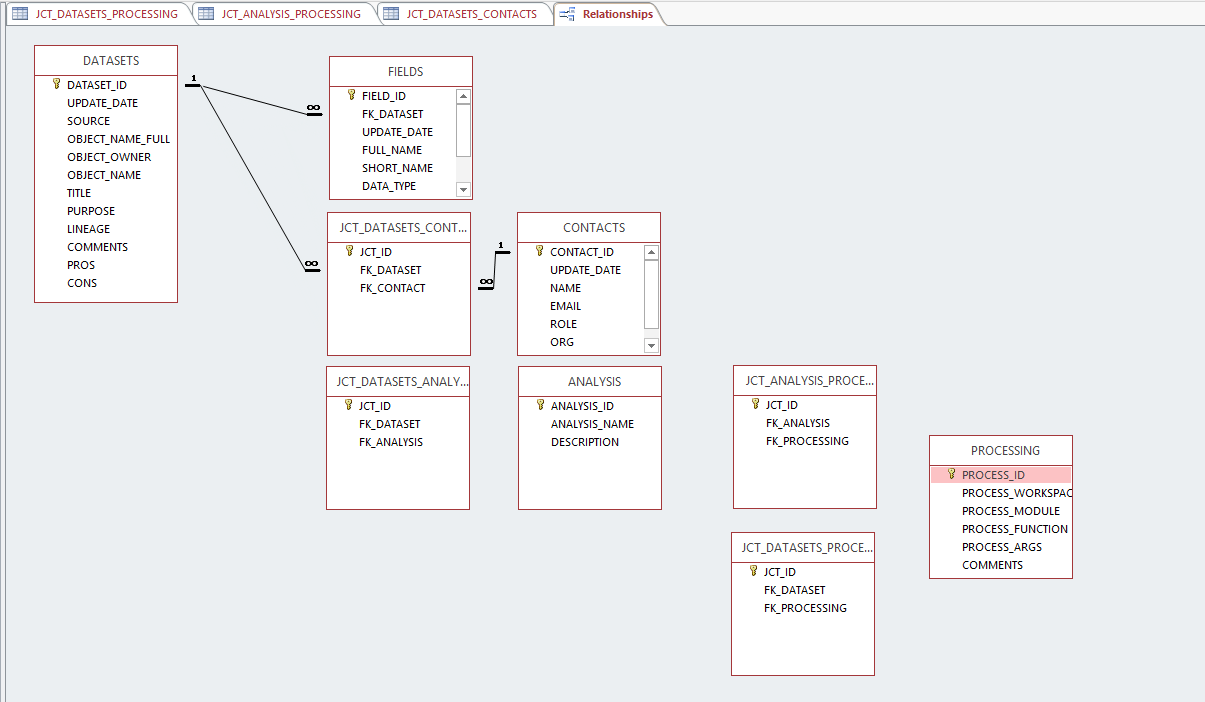 JCT_DATASETS_PROCESSING JCT_ANALYSIS_PROCESSING JCT_DATASETS_CONTACTS Relationships
DATASETS
DATASET_ID
UPDATE_DATE
SOURCE
OBJECT_NAME_FULL
OBJECT_OWNER
OBJECT_NAME
TITLE
PURPOSE
LINEAGE
COMMENTS
PROS
CONS
1
∞
∞
FIELDS
FIELD_ID
FK_DATASET
UPDATE_DATE
FULL_NAME
SHORT_NAME
DATA_TYPE
JCT_DATASETS_CONT...
JCT_ID
FK_DATASET
FK_CONTACT
1
∞
CONTACTS
CONTACT_ID
UPDATE_DATE
NAME
EMAIL
ROLE
ORG
JCT_DATASETS_ANALY...
JCT_ID
FK_DATASET
FK_ANALYSIS
ANALYSIS
ANALYSIS_ID
ANALYSIS_NAME
DESCRIPTION
JCT_ANALYSIS_PROCE...
JCT_ID
FK_ANALYSIS
FK_PROCESSING
JCT_DATASETS_PROCE...
JCT_ID
FK_DATASET
FK_PROCESSING
PROCESSING
PROCESS_ID
PROCESS_WORKSPAC
PROCESS_MODULE
PROCESS_FUNCTION
PROCESS_ARGS
COMMENTS